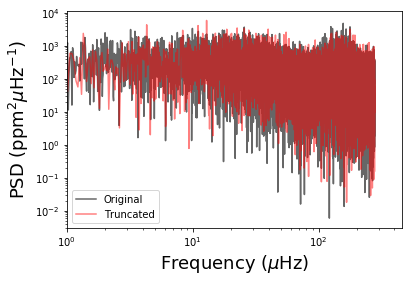 10⁴
10³
10²
10¹
10⁰
10⁻¹
10⁻²
PSD (ppm²μHz⁻¹)
Original
Truncated
10⁰
10¹
10²
Frequency (μHz)